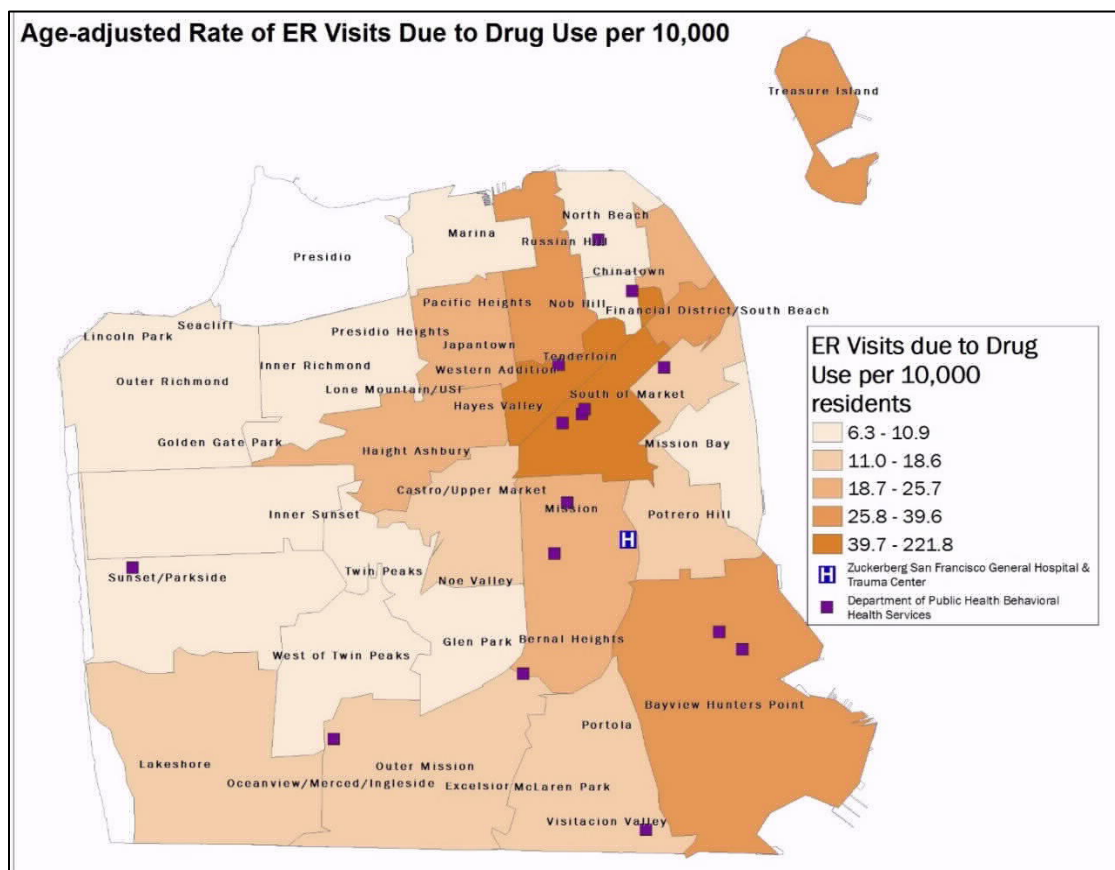 Age-adjusted Rate of ER Visits Due to Drug Use per 10,000
Treasure Island
North Beach
Marina
Russian Hill
Presidio
Chinatown
Pacific Heights
Nob Hill
Financial District/South Beach
Seacliff
Lincoln Park
Presidio Heights
Japantown
Tenderloin
Inner Richmond
Western Addition
Outer Richmond
Lone Mountain/USF
South of Market
Hayes Valley
Golden Gate Park
Mission Bay
Haight Ashbury
Castro/Upper Market
Inner Sunset
Mission
Potrero Hill
Twin Peaks
Sunset/Parkside
Noe Valley
Glen Park
Bernal Heights
West of Twin Peaks
Bayview Hunters Point
Portola
Lakeshore
Outer Mission
Oceanview/Merced/Ingleside
Excelsior
McLaren Park
Visitacion Valley
ER Visits due to Drug
Use per 10,000
residents
6.3 - 10.9
11.0 - 18.6
18.7 - 25.7
25.8 - 39.6
39.7 - 221.8
H
Zuckerberg San Francisco General Hospital &
Trauma Center
Department of Public Health Behavioral
Health Services
H